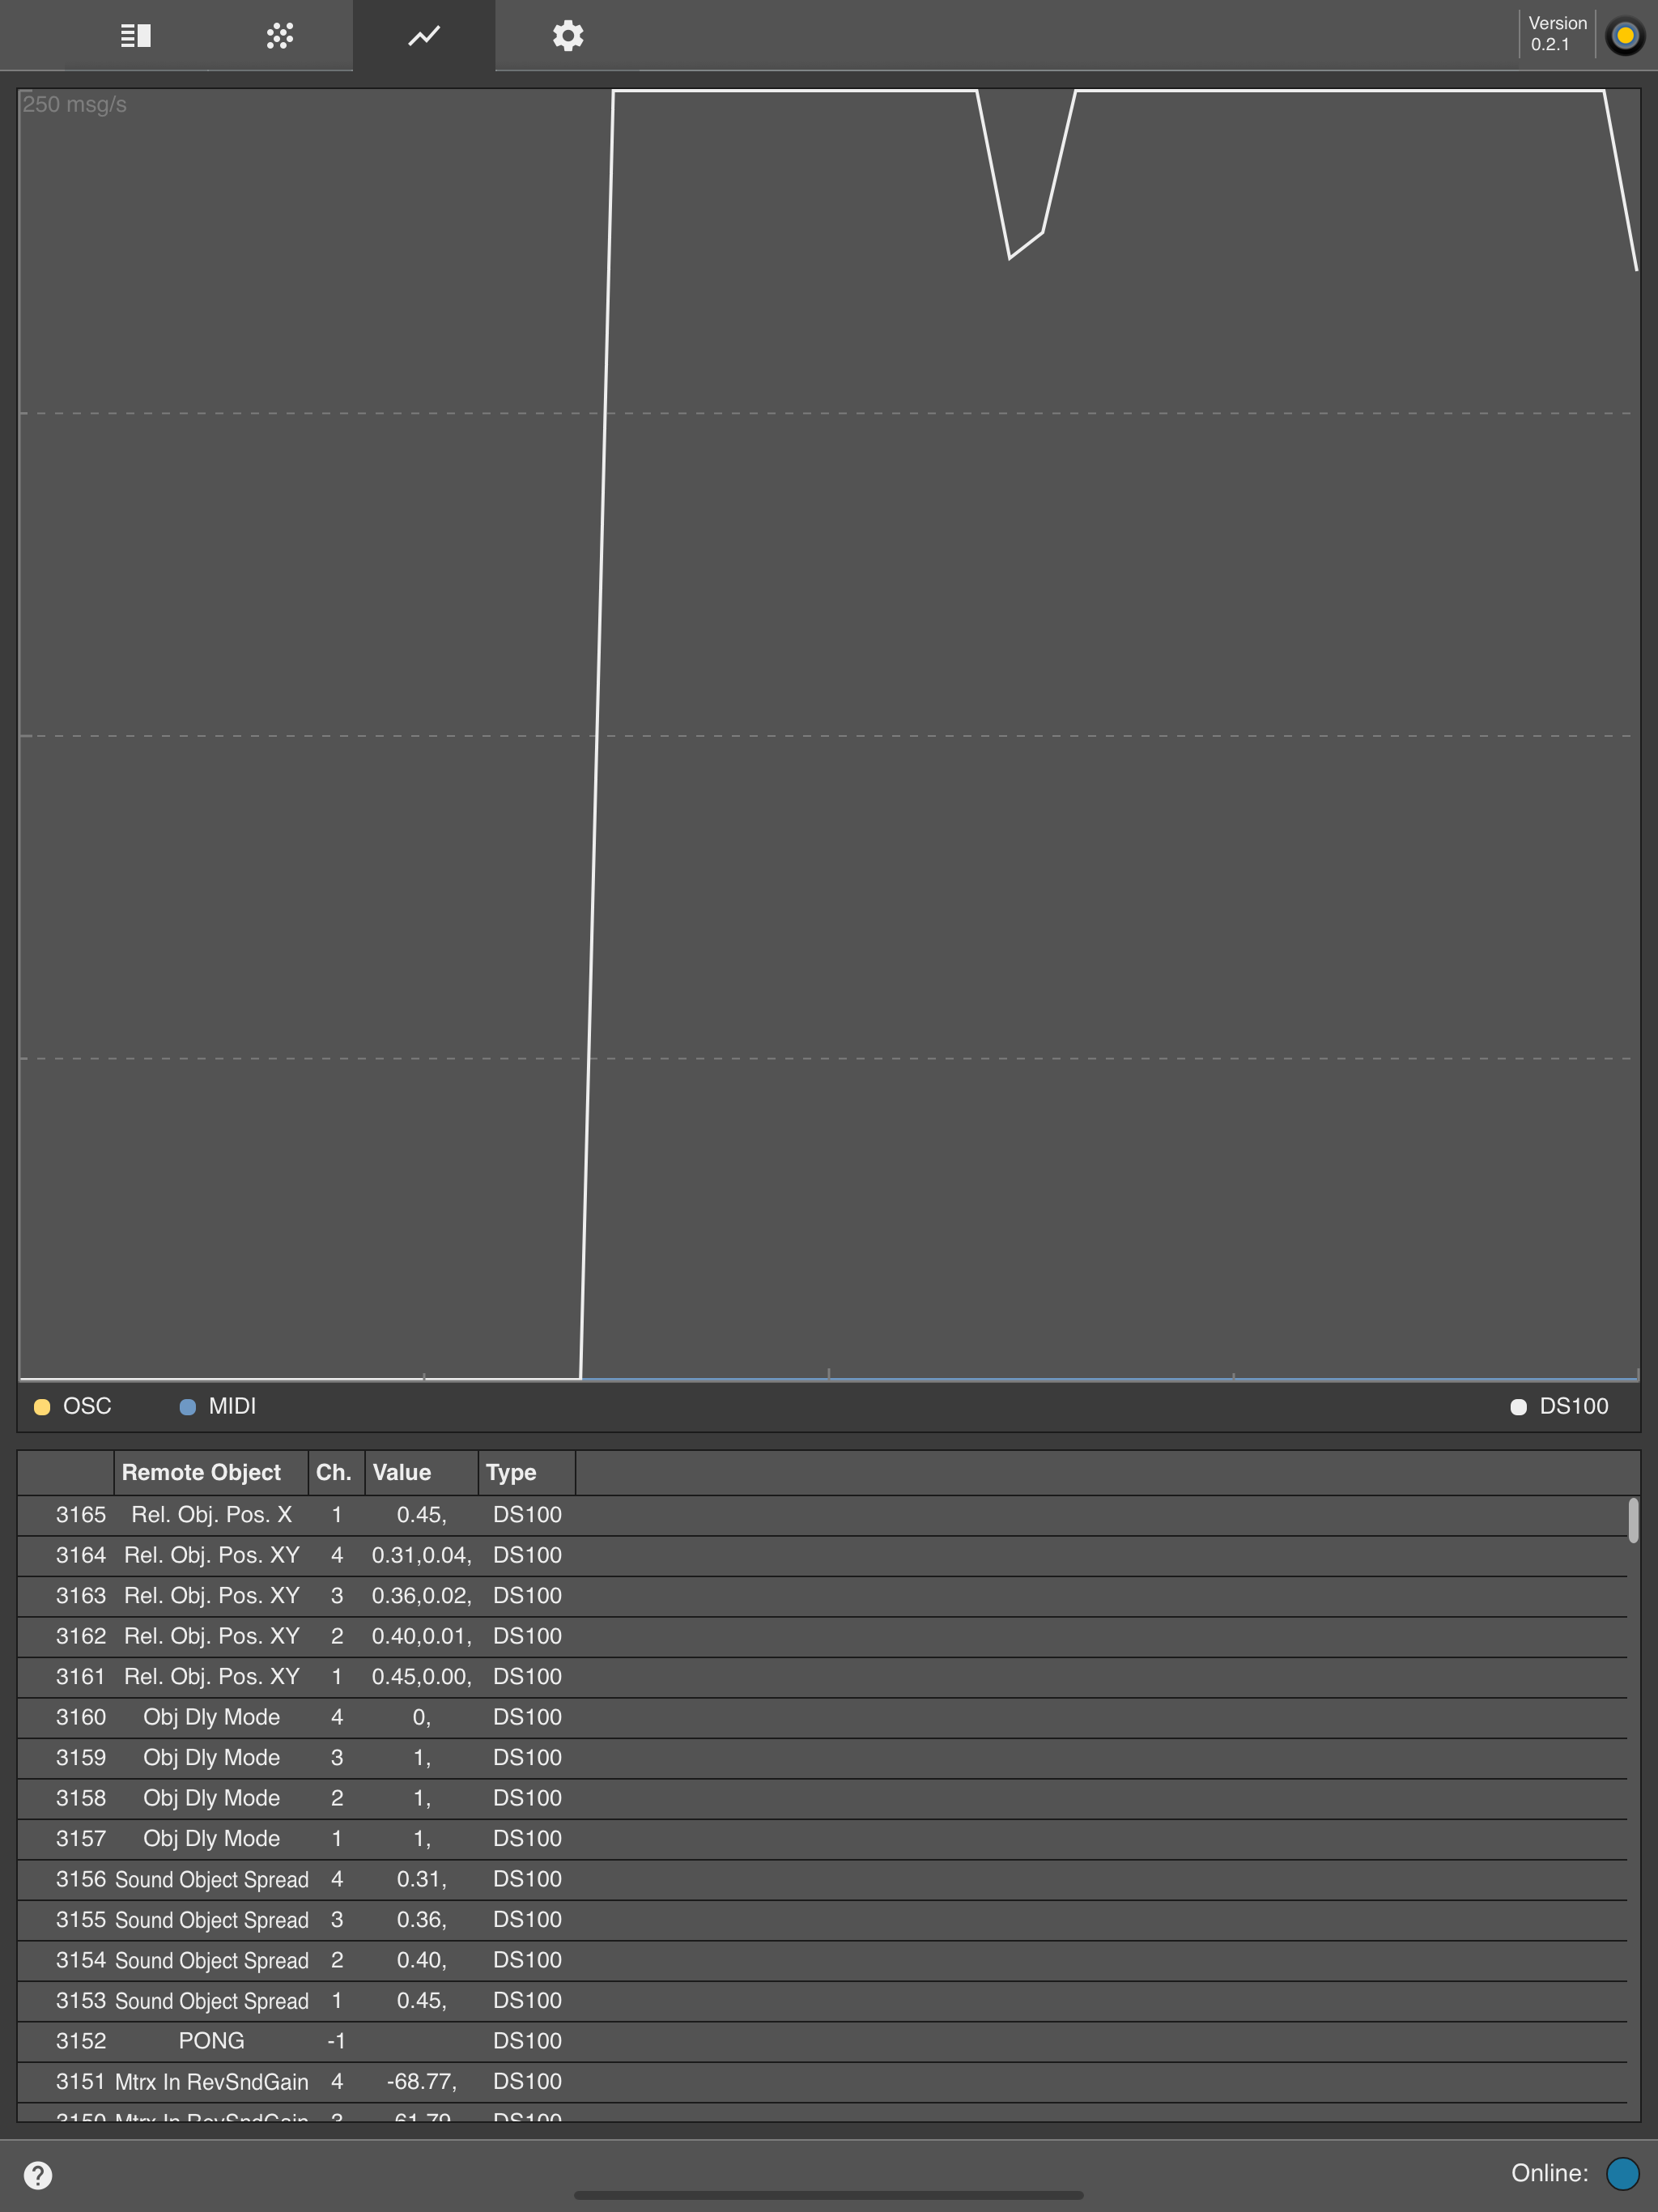 Version
0.2.1
250 msg/s
OSC MIDI DS100
Remote Object Ch. Value Type
3165 Rel. Obj. Pos. X 1 0.45, DS100
3164 Rel. Obj. Pos. XY 4 0.31,0.04, DS100
3163 Rel. Obj. Pos. XY 3 0.36,0.02, DS100
3162 Rel. Obj. Pos. XY 2 0.40,0.01, DS100
3161 Rel. Obj. Pos. XY 1 0.45,0.00, DS100
3160 Obj Dly Mode 4 0, DS100
3159 Obj Dly Mode 3 1, DS100
3158 Obj Dly Mode 2 1, DS100
3157 Obj Dly Mode 1 1, DS100
3156 Sound Object Spread 4 0.31, DS100
3155 Sound Object Spread 3 0.36, DS100
3154 Sound Object Spread 2 0.40, DS100
3153 Sound Object Spread 1 0.45, DS100
3152 PONG -1 DS100
3151 Mtrx In RevSndGain 4 -68.77, DS100
3150 Mtrx In RevSndGain 3 DS100
? Online: